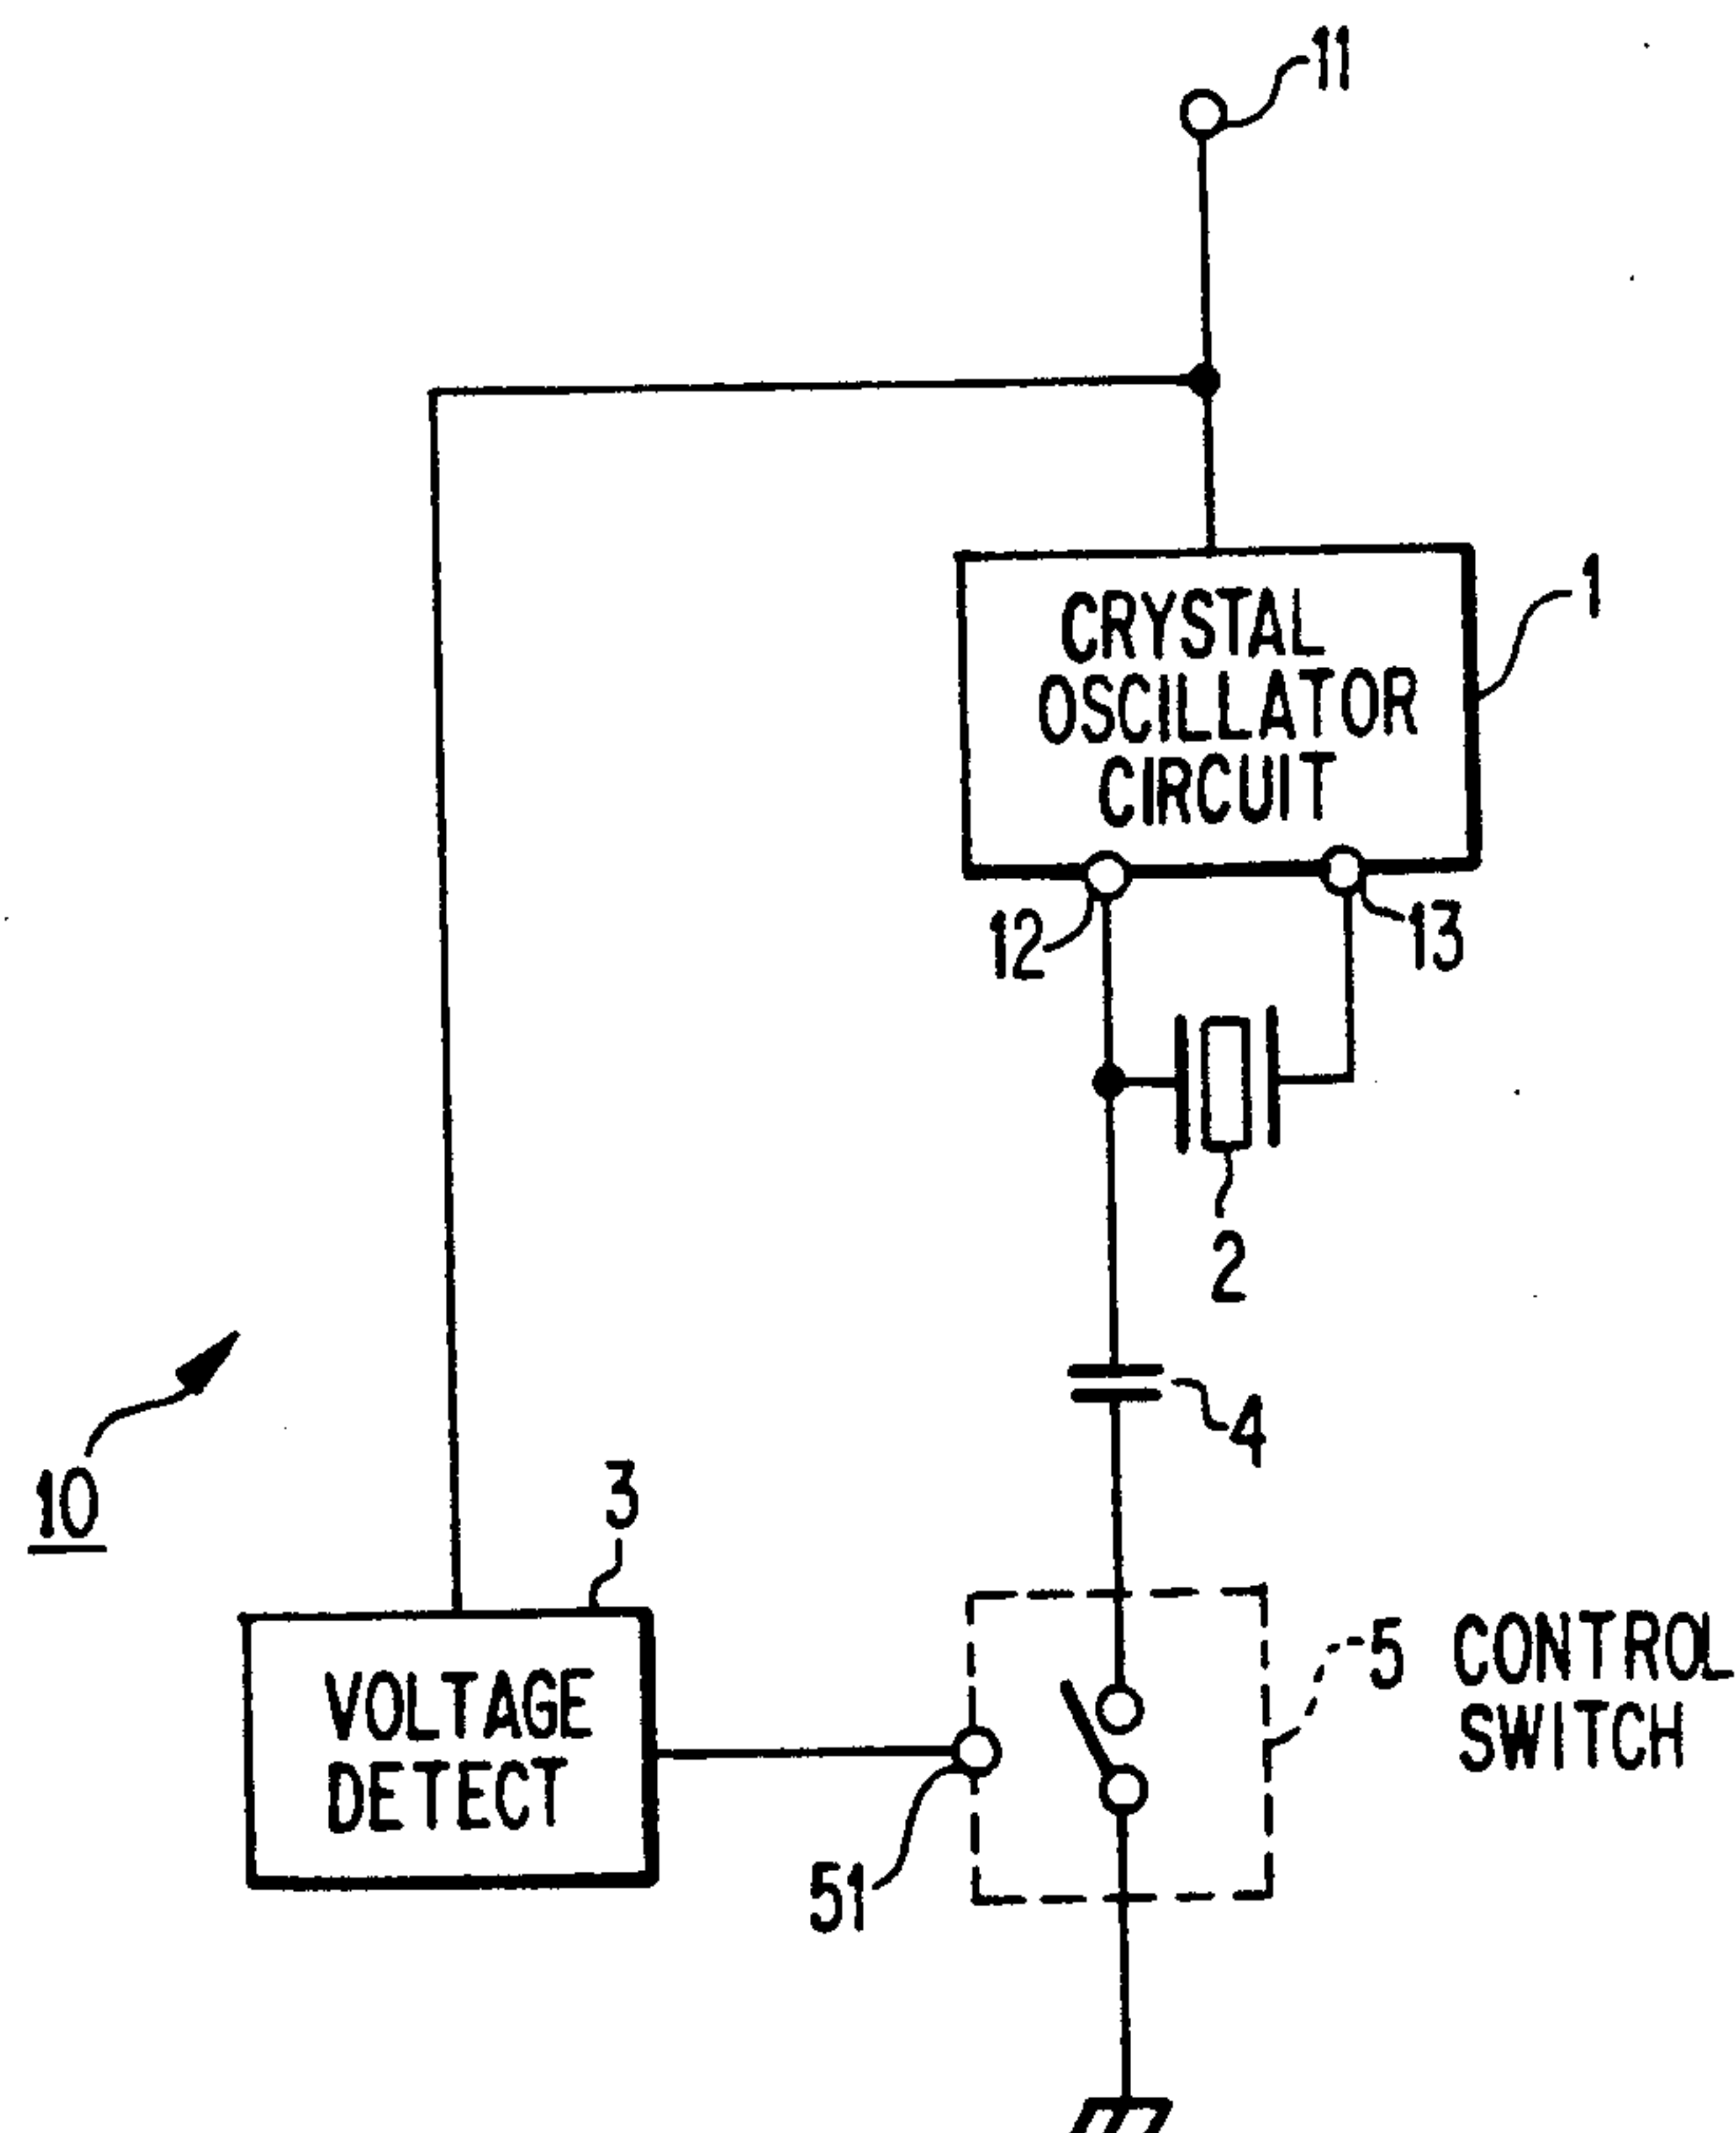 11
CRYSTAL
OSCILLATOR
CIRCUIT
1
12
13
2
4
10
3
VOLTAGE
DETECT
5 CONTROL
SWITCH
51